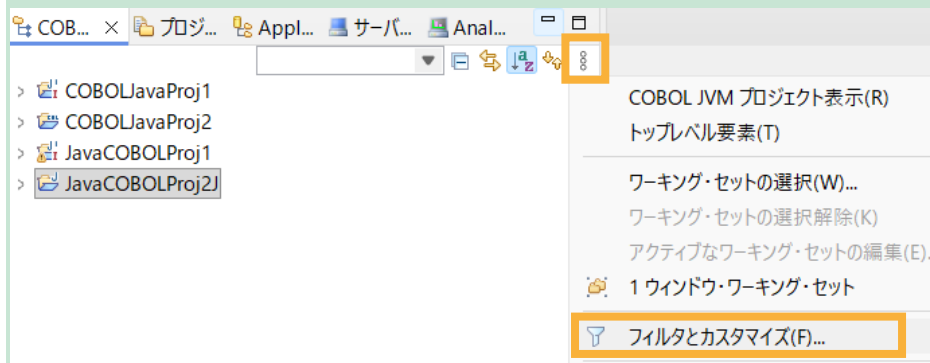 COB... プロジ... Appl... サーバ... Anal...
COBOLJavaProj1
COBOLJavaProj2
JavaCOBOLProj1
JavaCOBOLProj2J
COBOL JVM プロジェクト表示(R)
トップレベル要素(T)
ワーキング・セットの選択(W)...
ワーキング・セットの選択解除(K)
アクティブなワーキング・セットの編集(E).
1 ウィンドウ・ワーキング・セット
フィルタとカスタマイズ(F)...